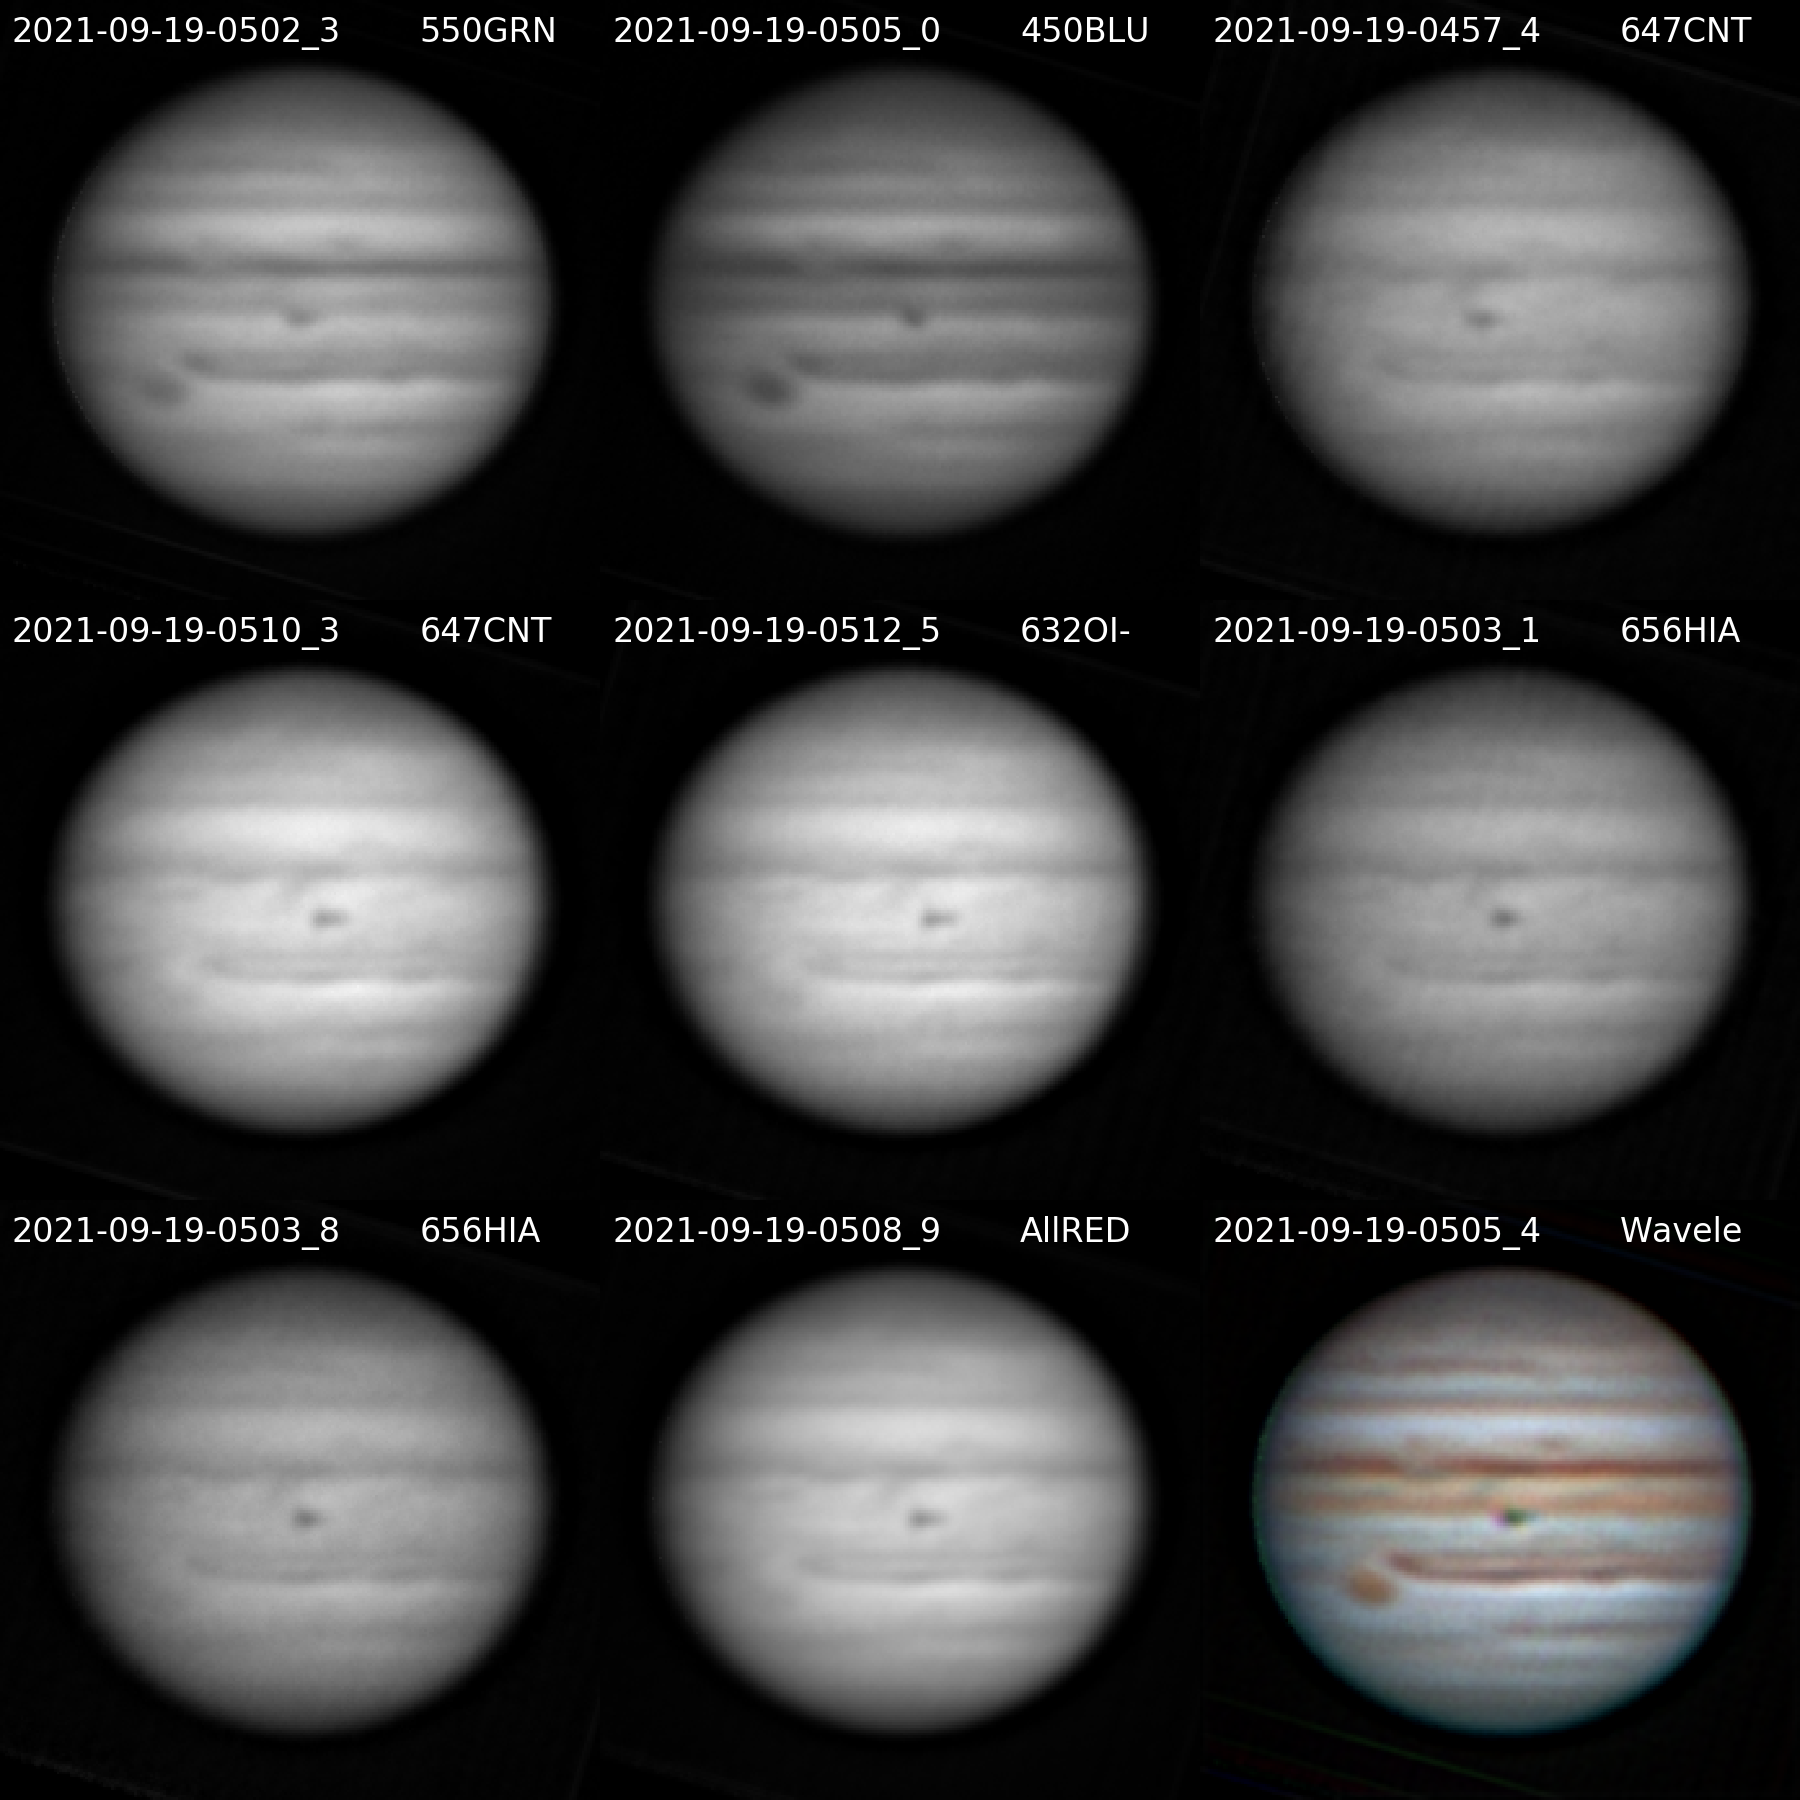 2021-09-19-0502_3 550GRN
2021-09-19-0505_0 450BLU
2021-09-19-0457_4 647CNT
2021-09-19-0510_3 647CNT
2021-09-19-0512_5 632OI-
2021-09-19-0503_1 656HIA
2021-09-19-0503_8 656HIA
2021-09-19-0508_9 AllRED
2021-09-19-0505_4 Wavele